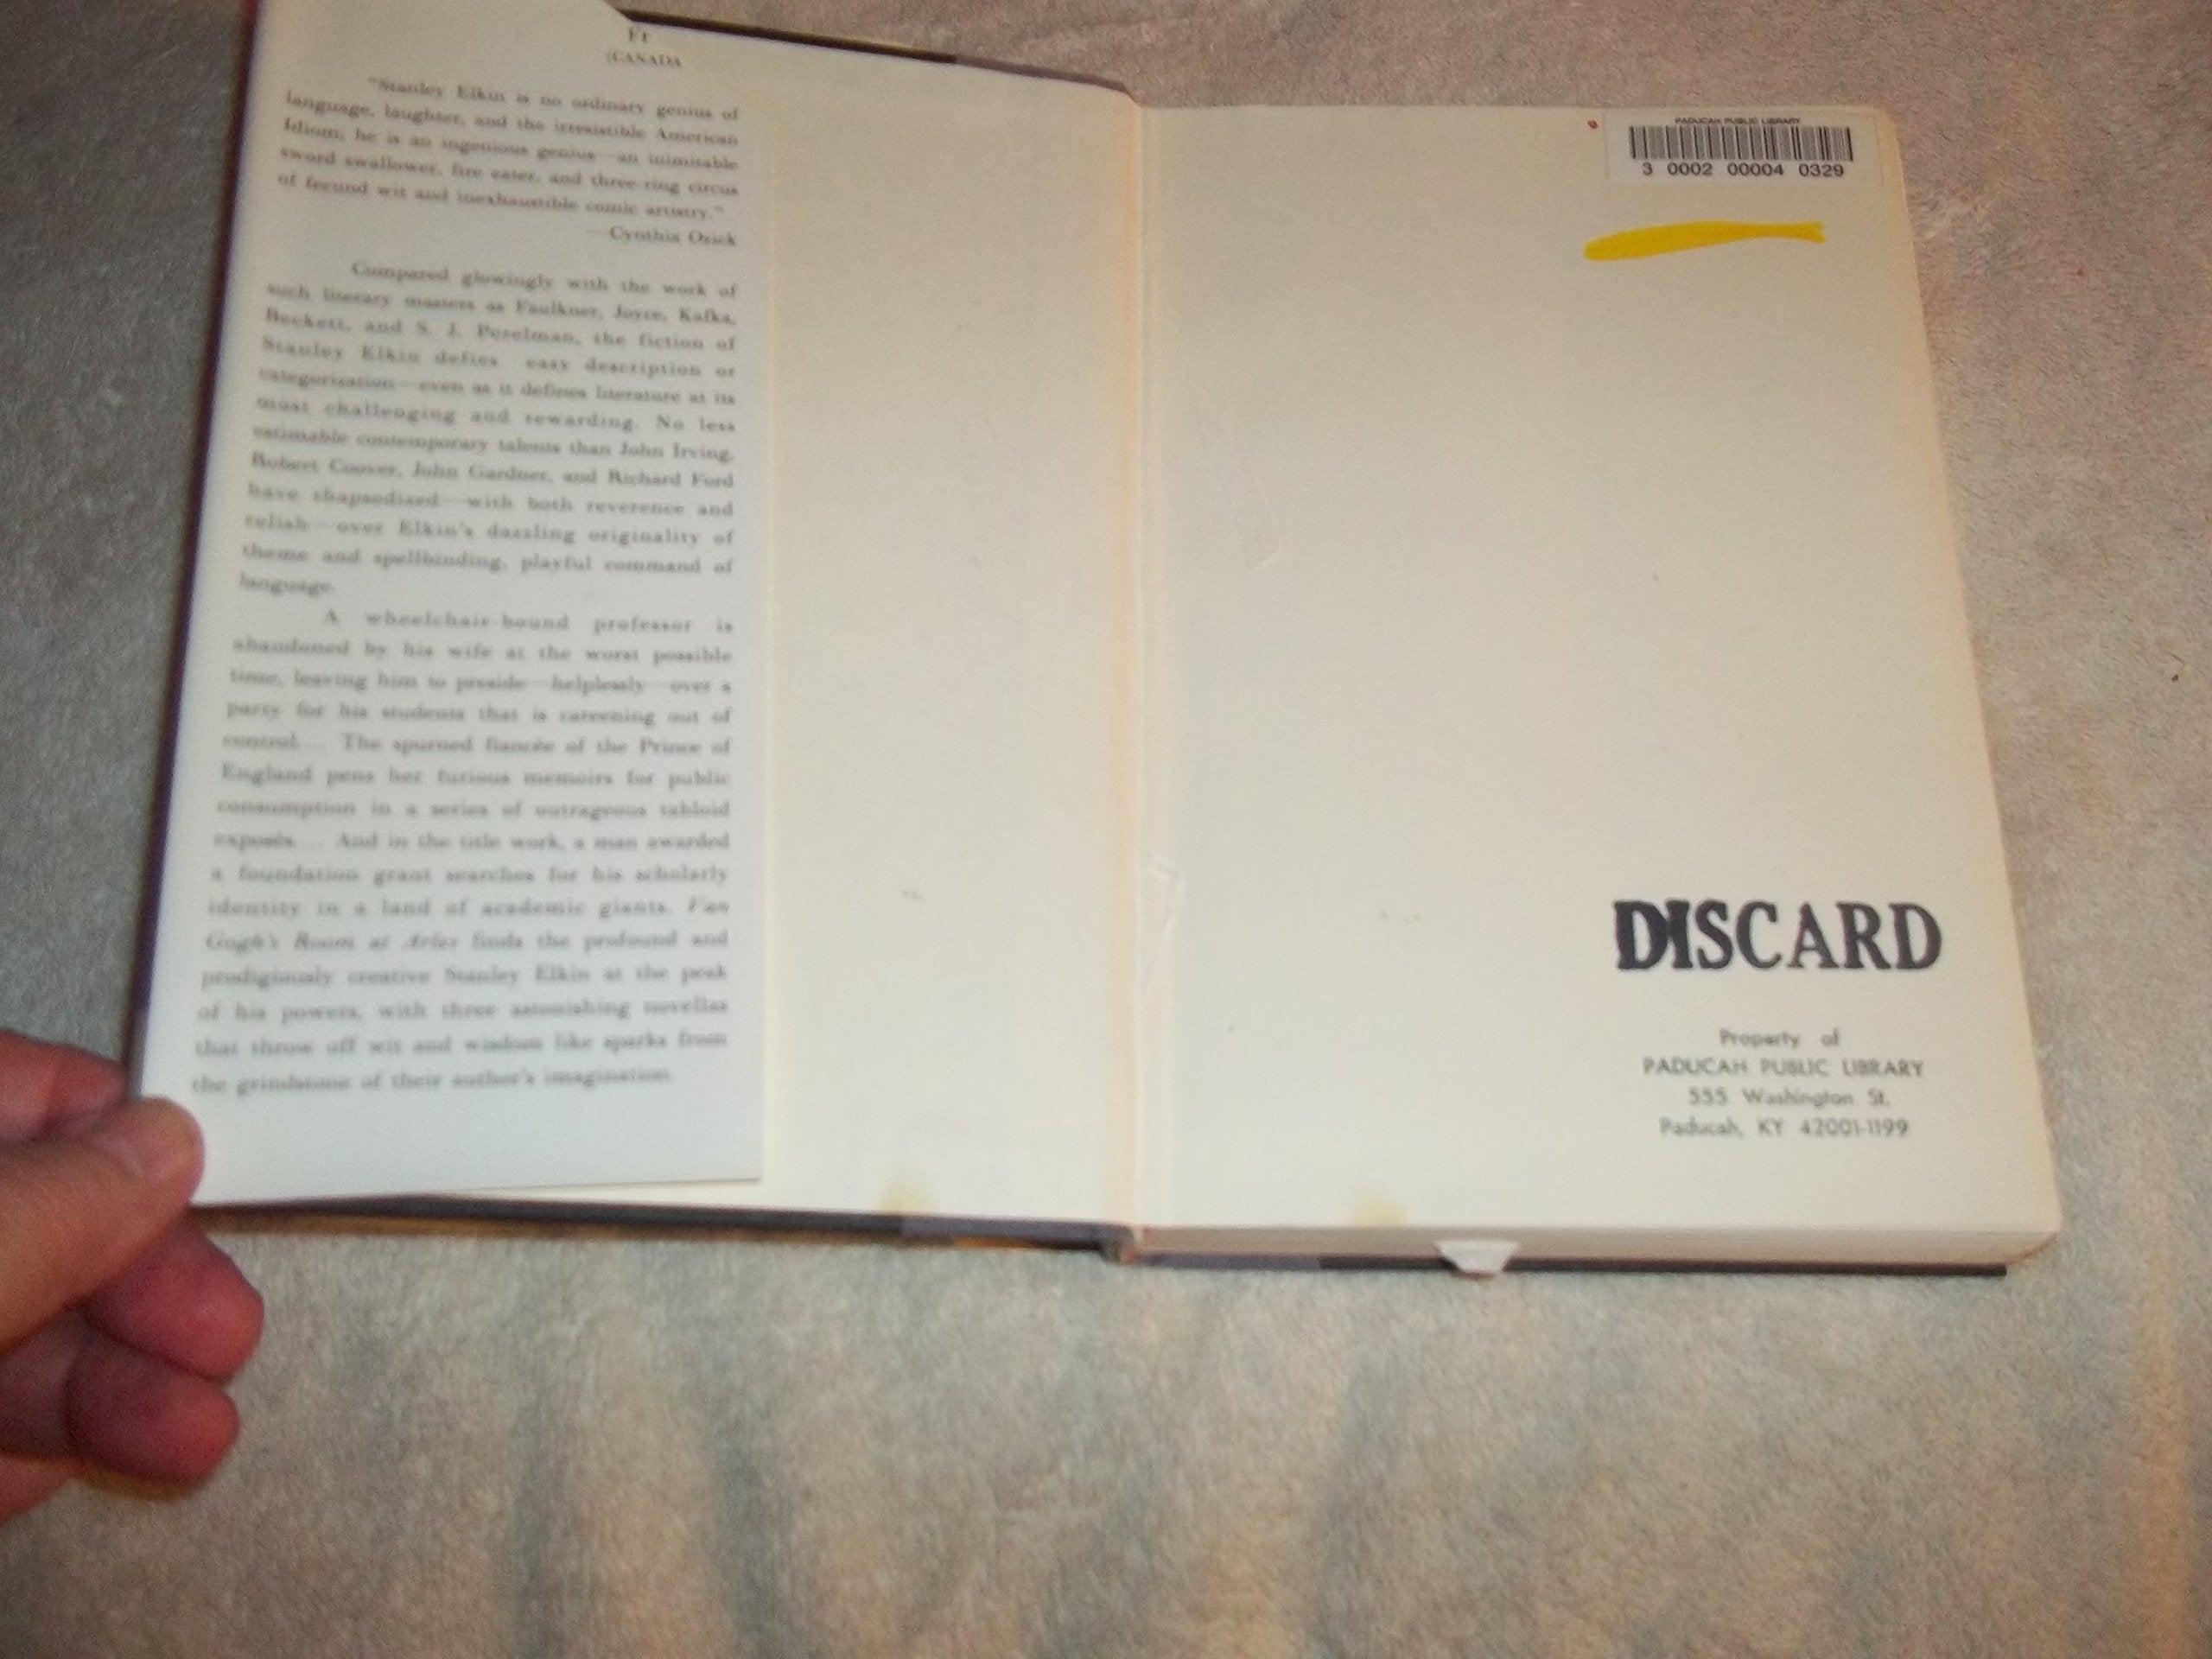 Ft
(CANADA
"Stanley Elkin is no ordinary genius of
language, laughter, and the irresistible American
Idiom; he is an ingenious genius—an inimitable
sword swallower, fire eater, and three-ring circus
of fecund wit and inexhaustible comic artistry."
—Cynthia Ozick
Compared glowingly with the work of
such literary masters as Faulkner, Joyce, Kafka,
Beckett, and S. J. Perelman, the fiction of
Stanley Elkin defies easy description or
categorization—even as it defines literature at its
most challenging and rewarding. No less
estimable contemporary talents than John Irving,
Robert Coover, John Gardner, and Richard Ford
have rhapsodized—with both reverence and
relish—over Elkin's dazzling originality of
theme and spellbinding, playful command of
language.
A wheelchair-bound professor is
abandoned by his wife at the worst possible
time, leaving him to preside—helplessly—over a
party for his students that is careening out of
control.... The spurned fiancée of the Prince of
England pens her furious memoirs for public
consumption in a series of outrageous tabloid
exposés.... And in the title work, a man awarded
a foundation grant searches for his scholarly
identity in a land of academic giants. Van
Gogh's Room at Arles finds the profound and
prodigiously creative Stanley Elkin at the peak
of his powers, with three astonishing novellas
that throw off wit and wisdom like sparks from
the grindstone of their author's imagination.
PADUCAH PUBLIC LIBRARY
3 0002 00004 0329
DISCARD
Property of
PADUCAH PUBLIC LIBRARY
555 Washington St.
Paducah, KY 42001-1199